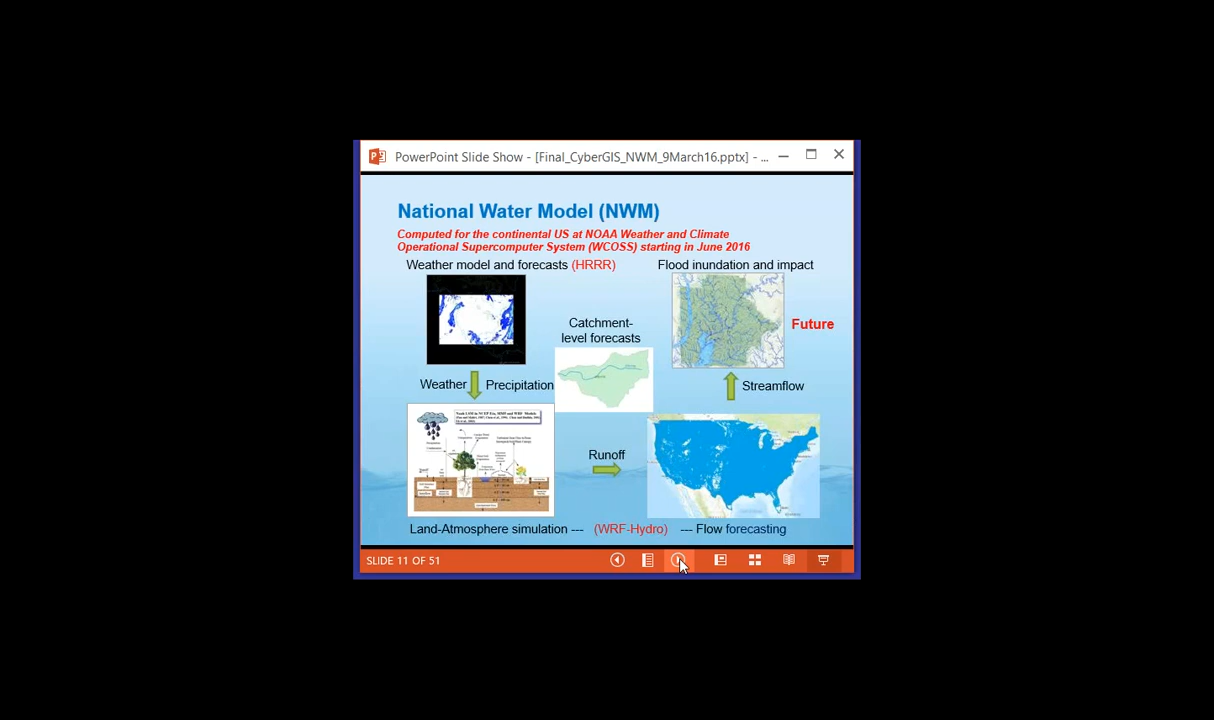 PowerPoint Slide Show - [Final_CyberGIS_NWM_9March16.pptx] - ...
National Water Model (NWM)
Computed for the continental US at NOAA Weather and Climate
Operational Supercomputer System (WCOSS) starting in June 2016
Weather model and forecasts (HRRR)
Flood inundation and impact
Catchment-
level forecasts
Future
Weather
Precipitation
Streamflow
Runoff
Land-Atmosphere simulation ---
(WRF-Hydro)
--- Flow forecasting
SLIDE 11 OF 51